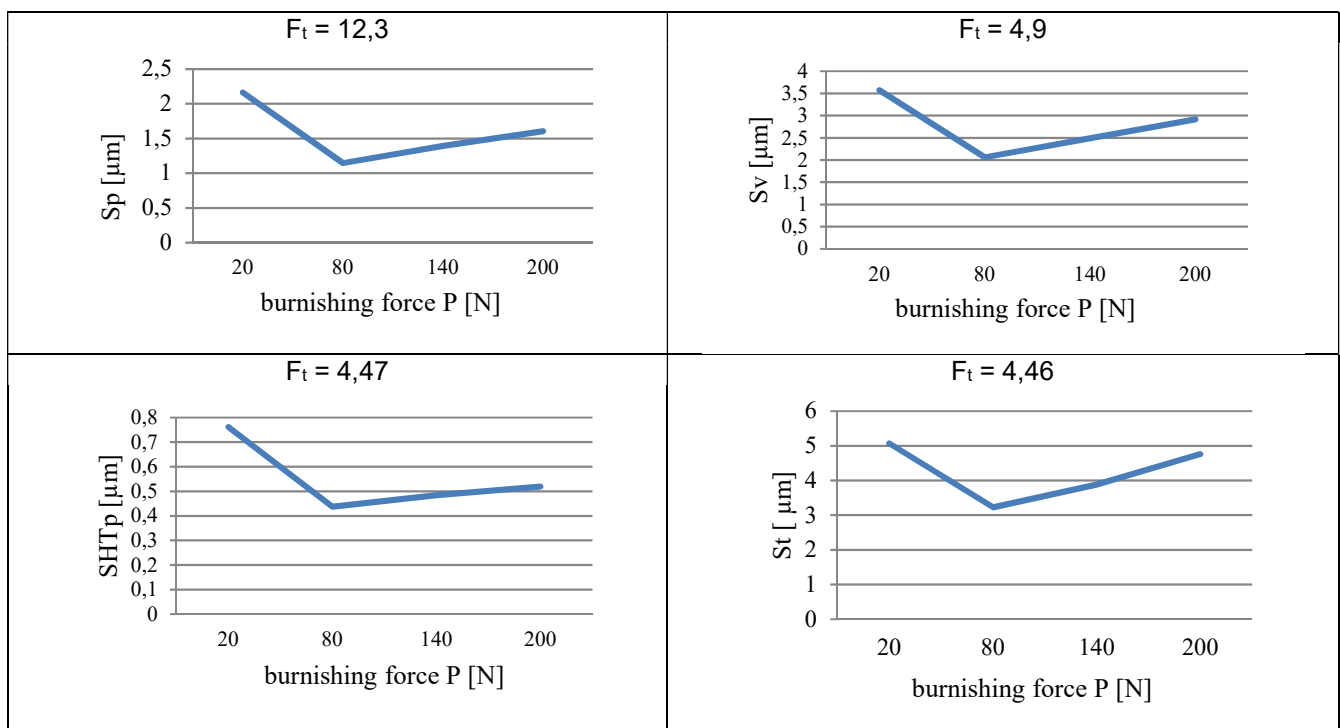 Fₜ = 12,3
2,5
2
1,5
1
0,5
0
Sp [µm]
20 80 140 200
burnishing force P [N]
Fₜ = 4,9
4
3,5
3
2,5
2
1,5
1
0,5
0
Sv [µm]
20 80 140 200
burnishing force P [N]
Fₜ = 4,47
0,8
0,7
0,6
0,5
0,4
0,3
0,2
0,1
0
SHTp [µm]
20 80 140 200
burnishing force P [N]
Fₜ = 4,46
6
5
4
3
2
1
0
St [ µm]
20 80 140 200
burnishing force P [N]